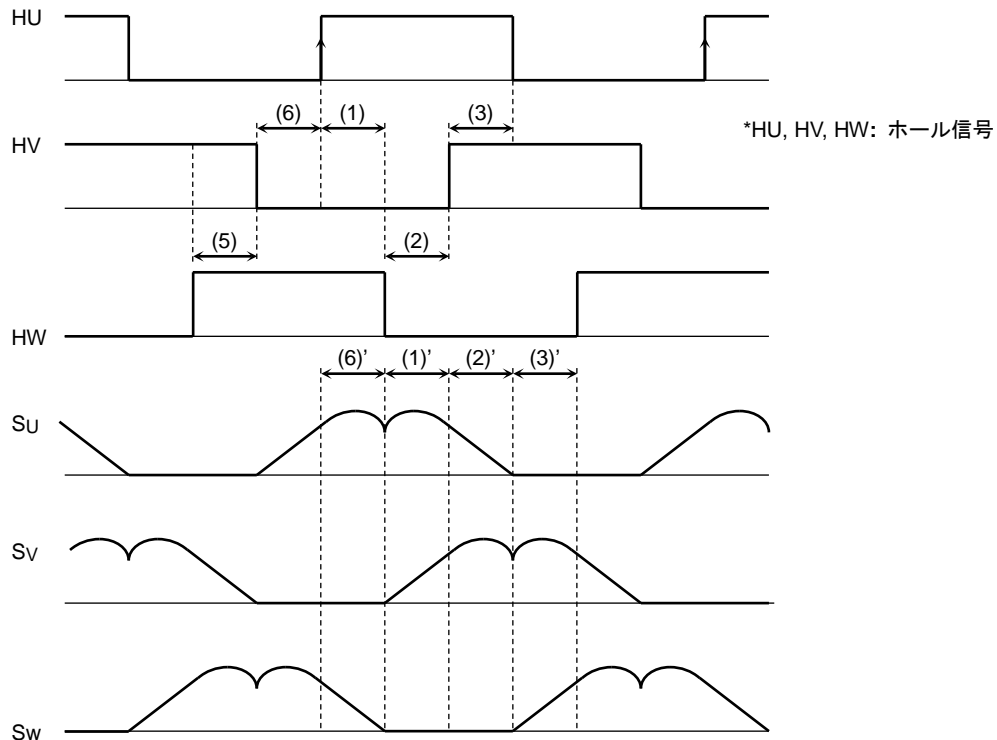 HU
(6) (1) (3)
*HU, HV, HW: ホール信号
HV
(5) (2)
HW
(6)’ (1)’ (2)’ (3)’
SU
SV
SW